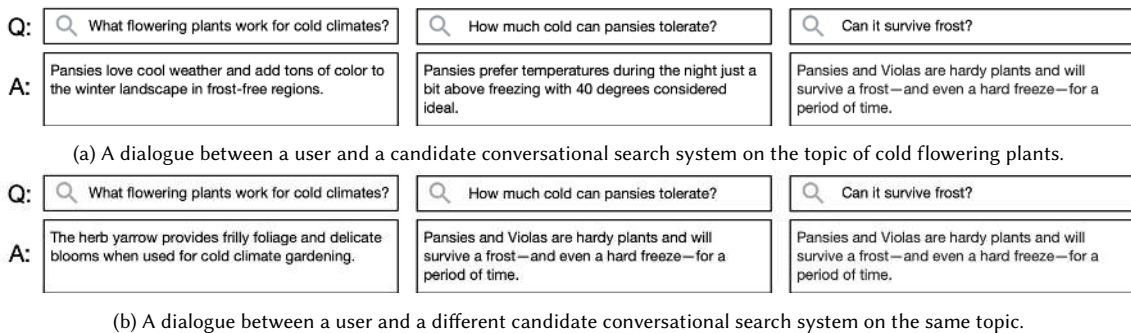 Q: What flowering plants work for cold climates? How much cold can pansies tolerate? Can it survive frost?
A: Pansies love cool weather and add tons of color to
the winter landscape in frost-free regions.
Pansies prefer temperatures during the night just a
bit above freezing with 40 degrees considered
ideal.
Pansies and Violas are hardy plants and will
survive a frost—and even a hard freeze—for a
period of time.
(a) A dialogue between a user and a candidate conversational search system on the topic of cold flowering plants.
Q: What flowering plants work for cold climates? How much cold can pansies tolerate? Can it survive frost?
A: The herb yarrow provides frilly foliage and delicate
blooms when used for cold climate gardening.
Pansies and Violas are hardy plants and will
survive a frost—and even a hard freeze—for a
period of time.
Pansies and Violas are hardy plants and will
survive a frost—and even a hard freeze—for a
period of time.
(b) A dialogue between a user and a different candidate conversational search system on the same topic.